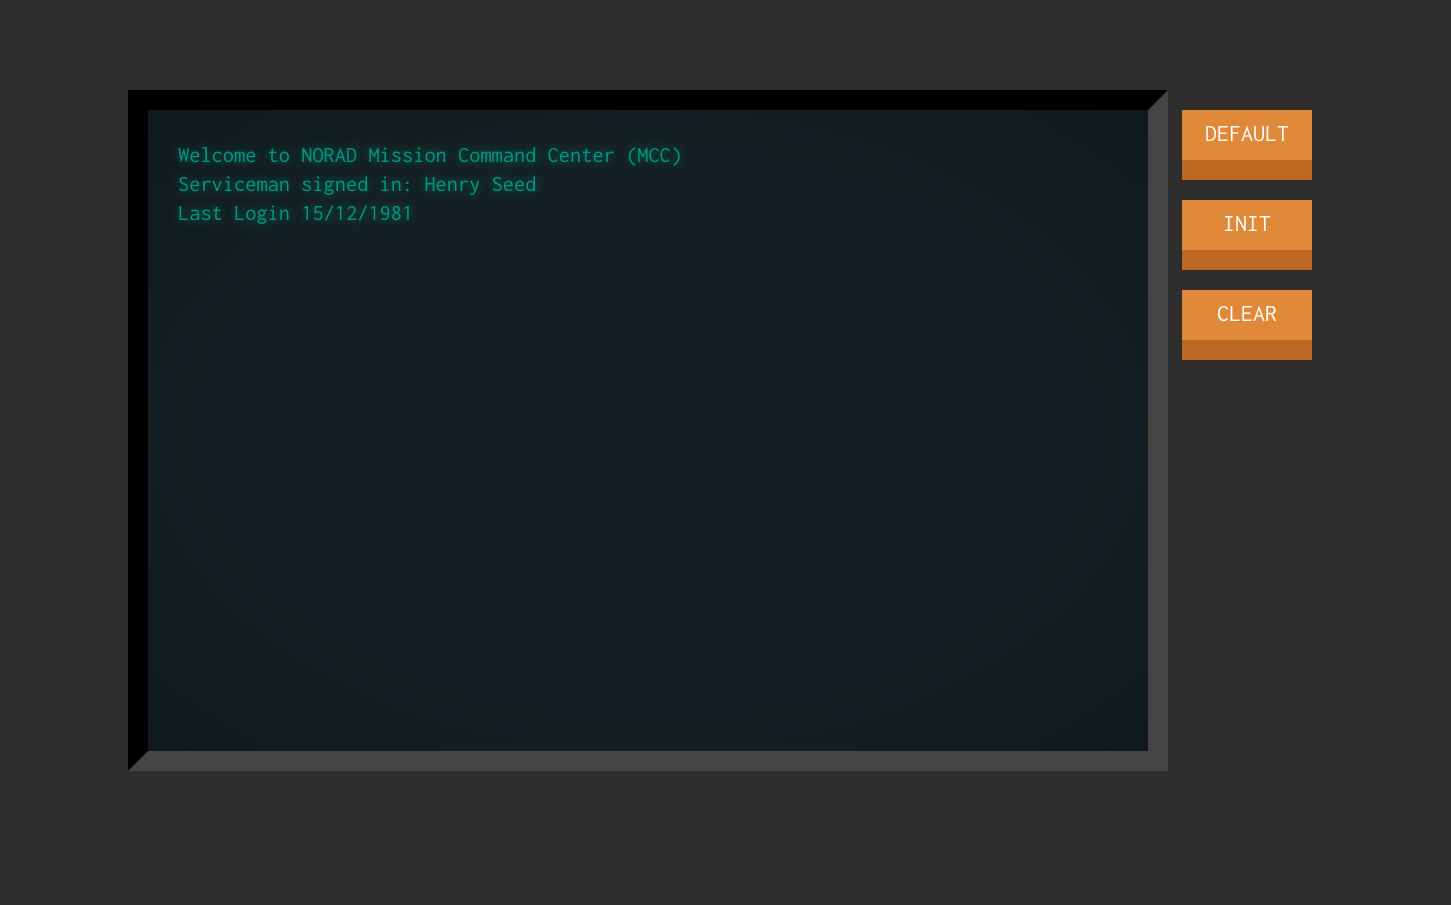 Welcome to NORAD Mission Command Center (MCC)
Serviceman signed in: Henry Seed
Last Login 15/12/1981
DEFAULT
INIT
CLEAR